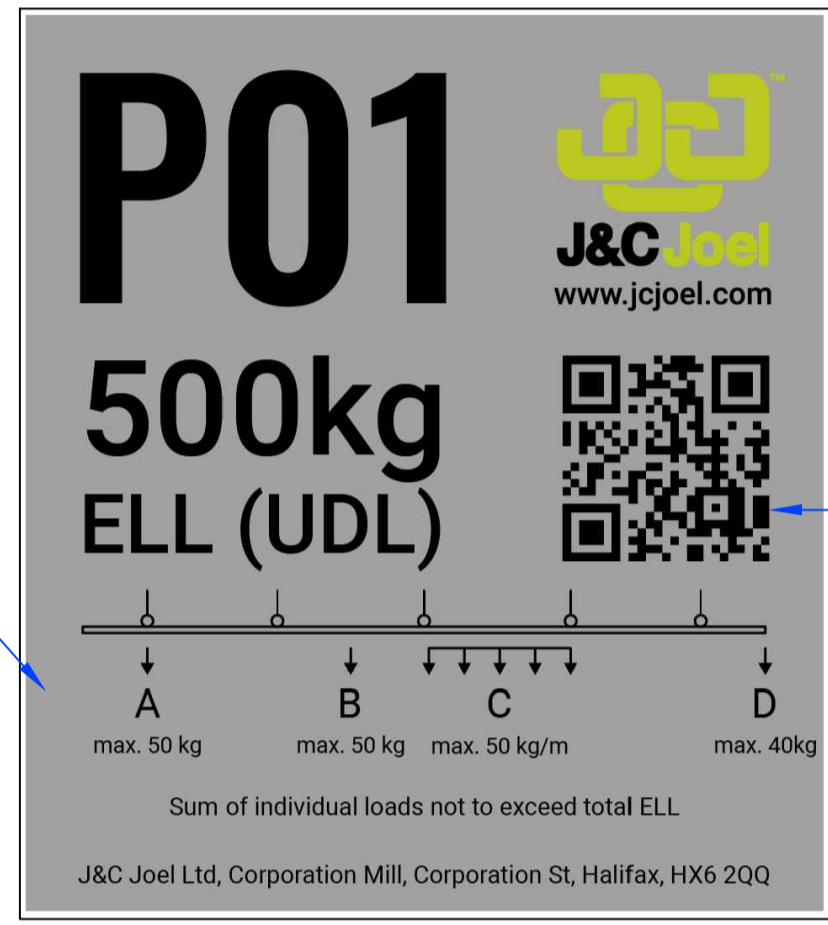 P01
™
J&C Joel
www.jcjoel.com
500kg
ELL (UDL)
A
B
C
D
max. 50 kg
max. 50 kg
max. 50 kg/m
max. 40kg
Sum of individual loads not to exceed total ELL
J&C Joel Ltd, Corporation Mill, Corporation St, Halifax, HX6 2QQ